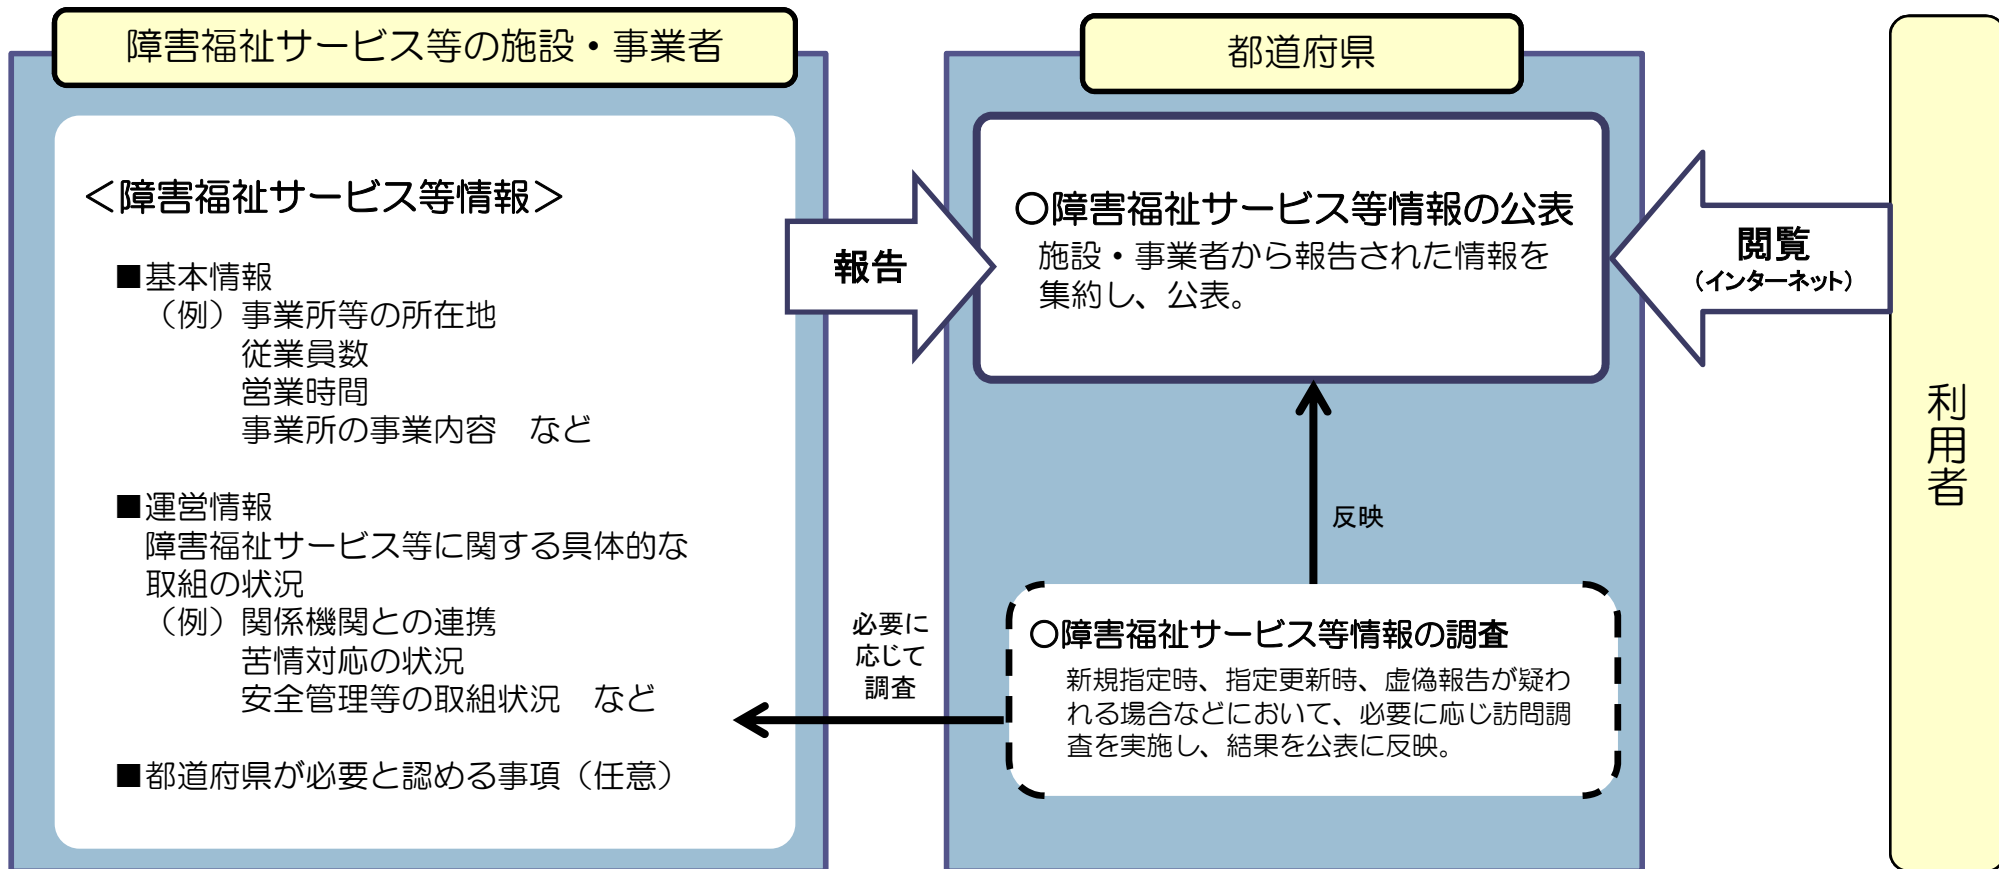 障害福祉サービス等の施設・事業者
＜障害福祉サービス等情報＞
■基本情報
（例）事業所等の所在地
従業員数
営業時間
事業所の事業内容　など
■運営情報
障害福祉サービス等に関する具体的な
取組の状況
（例）関係機関との連携
苦情対応の状況
安全管理等の取組状況　など
■都道府県が必要と認める事項（任意）
報告
必要に
応じて
調査
都道府県
○障害福祉サービス等情報の公表
施設・事業者から報告された情報を
集約し、公表。
反映
○障害福祉サービス等情報の調査
新規指定時、指定更新時、虚偽報告が疑わ
れる場合などにおいて、必要に応じ訪問調
査を実施し、結果を公表に反映。
閲覧
（インターネット）
利用者